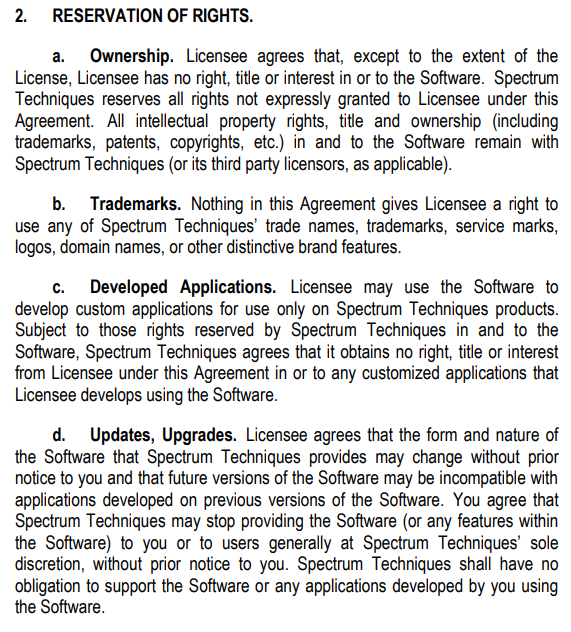 2. RESERVATION OF RIGHTS.
a. Ownership. Licensee agrees that, except to the extent of the
License, Licensee has no right, title or interest in or to the Software. Spectrum
Techniques reserves all rights not expressly granted to Licensee under this
Agreement. All intellectual property rights, title and ownership (including
trademarks, patents, copyrights, etc.) in and to the Software remain with
Spectrum Techniques (or its third party licensors, as applicable).
b. Trademarks. Nothing in this Agreement gives Licensee a right to
use any of Spectrum Techniques’ trade names, trademarks, service marks,
logos, domain names, or other distinctive brand features.
c. Developed Applications. Licensee may use the Software to
develop custom applications for use only on Spectrum Techniques products.
Subject to those rights reserved by Spectrum Techniques in and to the
Software, Spectrum Techniques agrees that it obtains no right, title or interest
from Licensee under this Agreement in or to any customized applications that
Licensee develops using the Software.
d. Updates, Upgrades. Licensee agrees that the form and nature of
the Software that Spectrum Techniques provides may change without prior
notice to you and that future versions of the Software may be incompatible with
applications developed on previous versions of the Software. You agree that
Spectrum Techniques may stop providing the Software (or any features within
the Software) to you or to users generally at Spectrum Techniques’ sole
discretion, without prior notice to you. Spectrum Techniques shall have no
obligation to support the Software or any applications developed by you using
the Software.